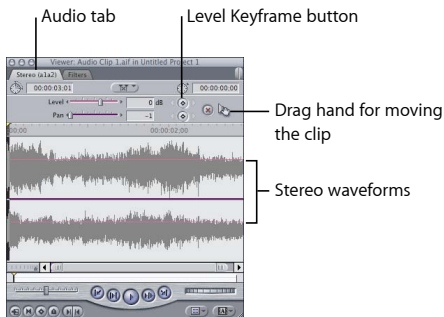 Audio tab
Level Keyframe button
Viewer: Audio Clip 1.aif in Untitled Project 1
Stereo (a1a2) Filters
00:00:03;01 00:00:00;00
Level 0 dB
Pan -1
Drag hand for moving
the clip
00;00 00:00:02;00
Stereo waveforms